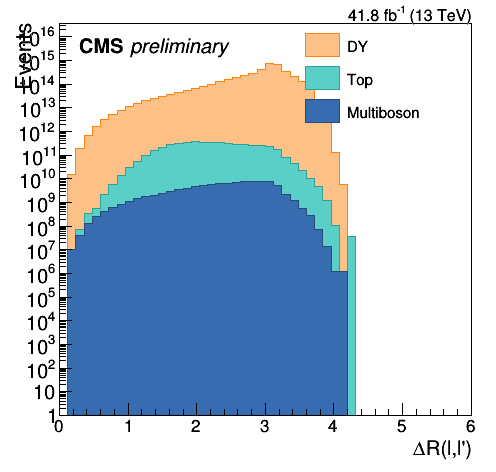 41.8 fb⁻¹ (13 TeV)
Events
CMS preliminary
DY
Top
Multiboson
10¹⁶
10¹⁵
10¹⁴
10¹³
10¹²
10¹¹
10¹⁰
10⁹
10⁸
10⁷
10⁶
10⁵
10⁴
10³
10²
10
1
0 1 2 3 4 5 6
ΔR(l,l')